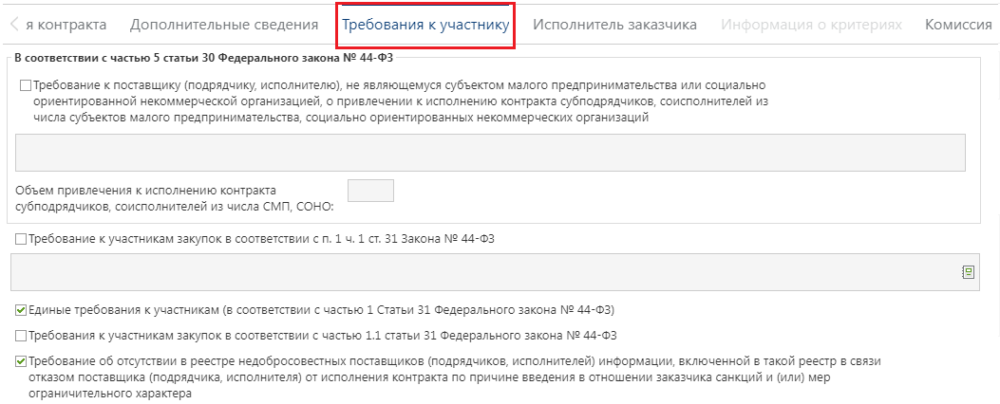 я контракта Дополнительные сведения Требования к участнику Исполнитель заказчика Информация о критериях Комиссия
В соответствии с частью 5 статьи 30 Федерального закона № 44-ФЗ
Требование к поставщику (подрядчику, исполнителю), не являющемуся субъектом малого предпринимательства или социально
ориентированной некоммерческой организацией, о привлечении к исполнению контракта субподрядчиков, соисполнителей из
числа субъектов малого предпринимательства, социально ориентированных некоммерческих организаций
Объем привлечения к исполнению контракта
субподрядчиков, соисполнителей из числа СМП, СОНО:
Требование к участникам закупок в соответствии с п. 1 ч. 1 ст. 31 Закона № 44-ФЗ
Единые требования к участникам (в соответствии с частью 1 Статьи 31 Федерального закона № 44-ФЗ)
Требования к участникам закупок в соответствии с частью 1.1 статьи 31 Федерального закона № 44-ФЗ
Требование об отсутствии в реестре недобросовестных поставщиков (подрядчиков, исполнителей) информации, включенной в такой реестр в связи
отказом поставщика (подрядчика, исполнителя) от исполнения контракта по причине введения в отношении заказчика санкций и (или) мер
ограничительного характера